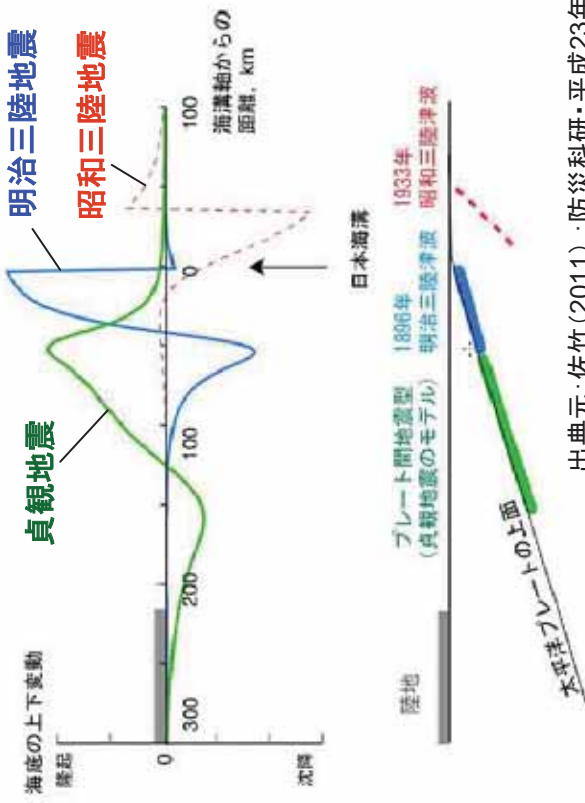 海底の上下変動
隆起
0
沈降
貞観地震
明治三陸地震
昭和三陸地震
300
200
100
0
100
海溝軸からの
距離, km
日本海溝
陸地
プレート間地震型
(貞観地震のモデル)
1896年
明治三陸津波
1933年
昭和三陸津波
太平洋プレートの上面
出典元:佐竹(2011)・防災科研・平成23年